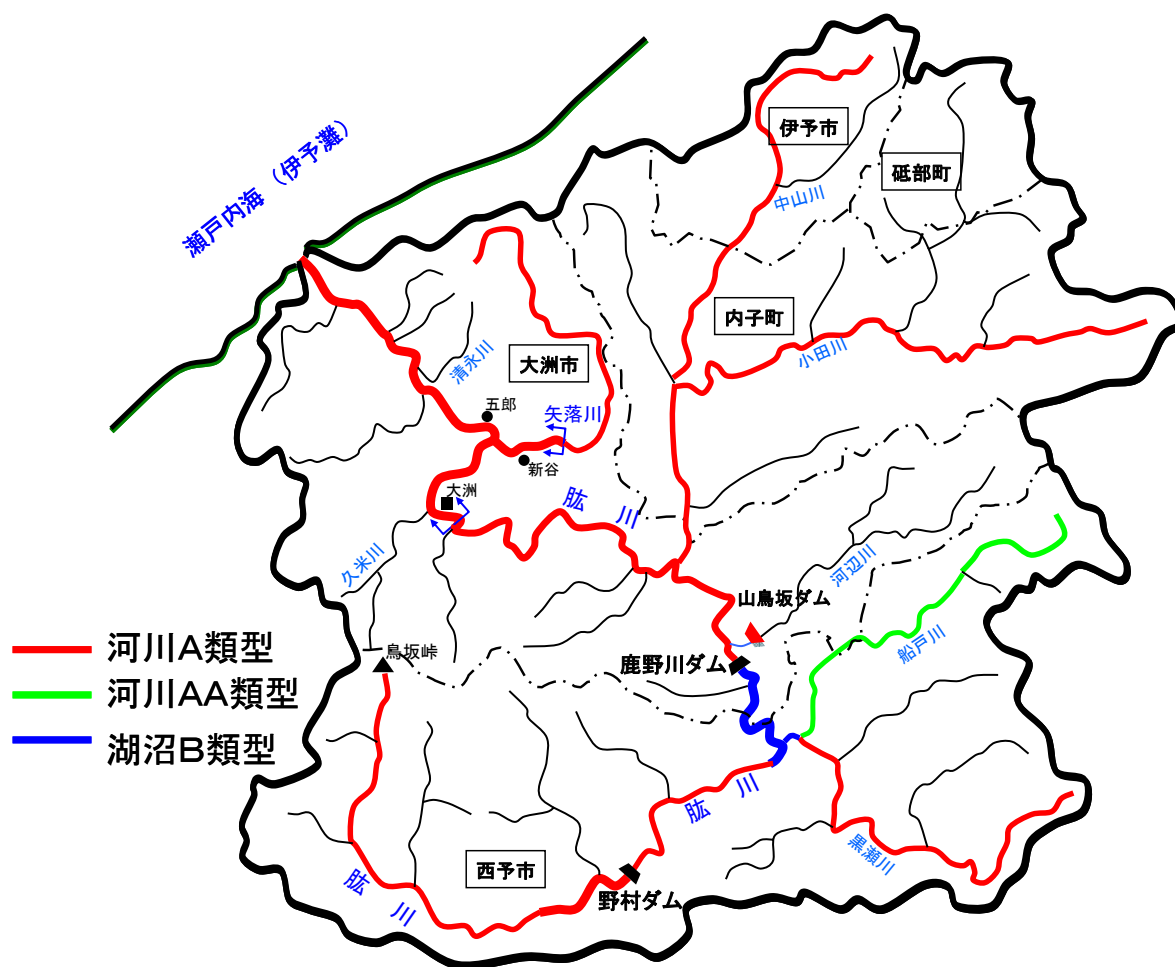 伊予市
瀬戸内海（伊予灘）
砥部町
中山川
内子町
小田川
清永川
大洲市
五郎
矢落川
新谷
大洲
肱川
久米川
河辺川
山鳥坂ダム
船戸川
河川A類型
鳥坂峠
鹿野川ダム
河川AA類型
湖沼B類型
肱川
黒瀬川
西予市
肱川
野村ダム